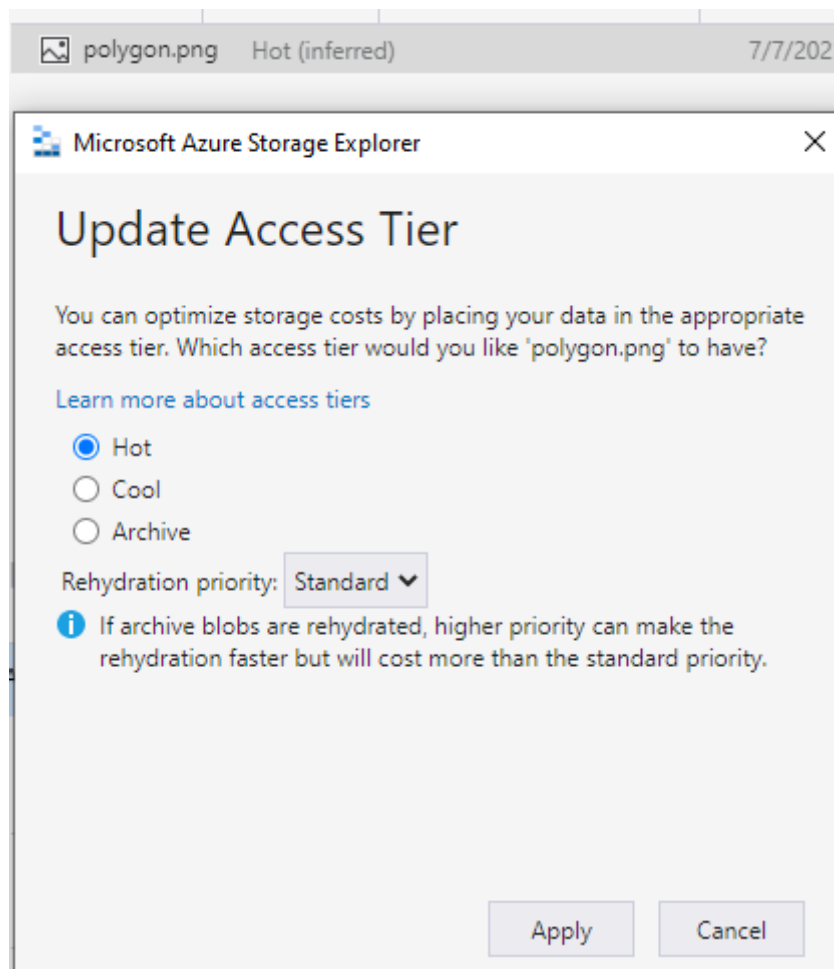 polygon.png Hot (inferred) 7/7/202
Microsoft Azure Storage Explorer
Update Access Tier
You can optimize storage costs by placing your data in the appropriate
access tier. Which access tier would you like 'polygon.png' to have?
Learn more about access tiers
Hot
Cool
Archive
Rehydration priority: Standard
If archive blobs are rehydrated, higher priority can make the
rehydration faster but will cost more than the standard priority.
Apply Cancel